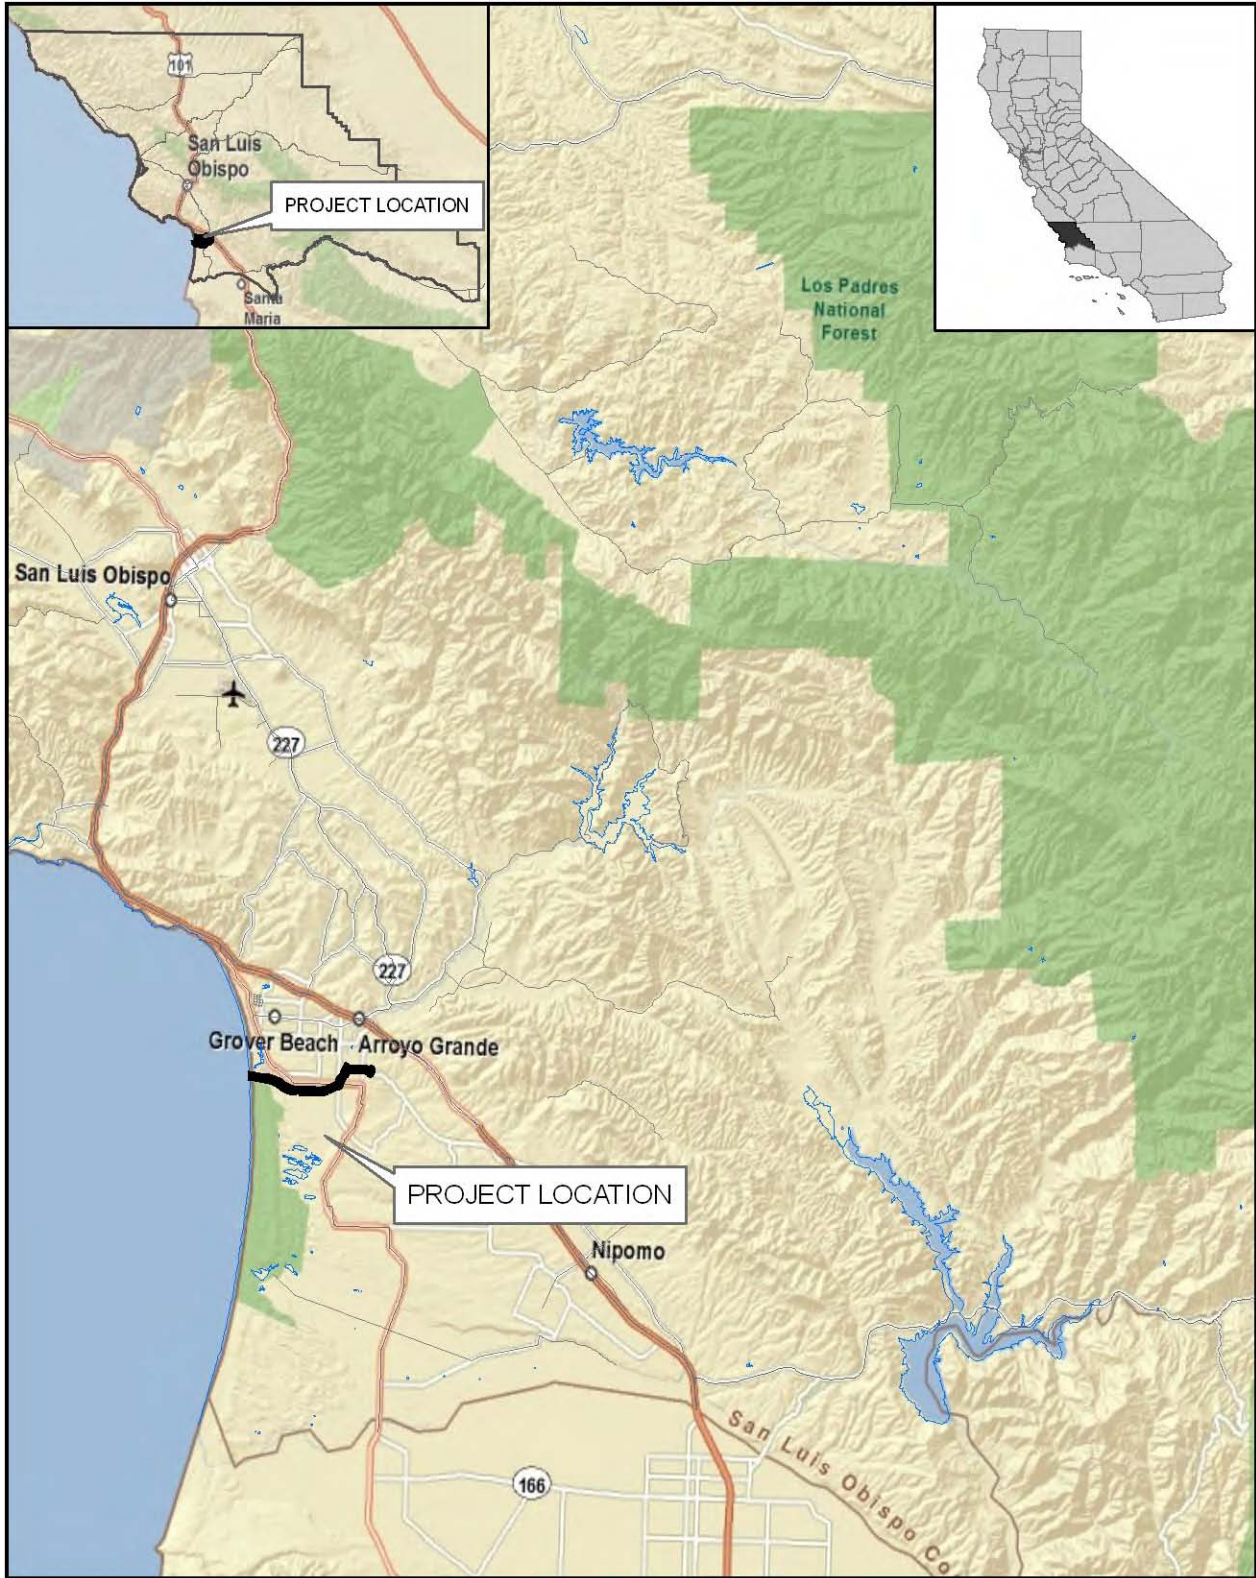 101
San Luis
Obispo
PROJECT LOCATION
Santa
Maria
Los Padres
National
Forest
San Luis Obispo
227
227
Grover Beach
Arroyo Grande
PROJECT LOCATION
Nipomo
San Luis Obispo Co
166